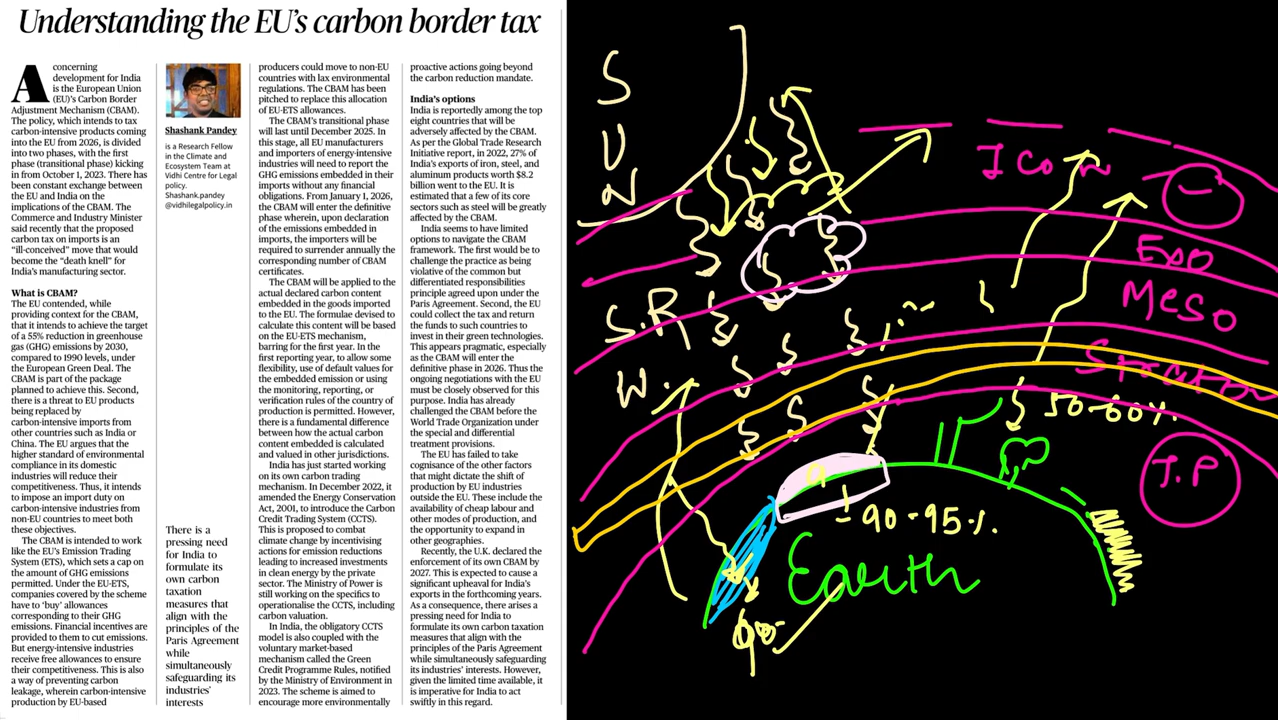 Understanding the EU's carbon border tax
A concerning
development for India
is the European Union
(EU)'s Carbon Border
Adjustment Mechanism (CBAM).
The policy, which intends to tax
carbon-intensive products coming
into the EU from 2026, is divided
into two phases, with the first
phase (transitional phase) kicking
in from October 1, 2023. There has
been constant exchange between
the EU and India on the
implications of the CBAM. The
Commerce and Industry Minister
said recently that the proposed
carbon tax on imports is an
"ill-conceived" move that would
become the "death knell" for
India's manufacturing sector.
What is CBAM?
The EU contended, while
providing context for the CBAM,
that it intends to achieve the target
of a 55% reduction in greenhouse
gas (GHG) emissions by 2030,
compared to 1990 levels, under
the European Green Deal. The
CBAM is part of the package
planned to achieve this. Second,
there is a threat to EU products
being replaced by
carbon-intensive imports from
other countries such as India or
China. The EU argues that the
higher standard of environmental
compliance in its domestic
industries will reduce their
competitiveness. Thus, it intends
to impose an import duty on
carbon-intensive industries from
non-EU countries to meet both
these objectives.
The CBAM is intended to work
like the EU's Emission Trading
System (ETS), which sets a cap on
the amount of GHG emissions
permitted. Under the EU-ETS,
companies covered by the scheme
have to 'buy' allowances
corresponding to their GHG
emissions. Financial incentives are
provided to them to cut emissions.
But energy-intensive industries
receive free allowances to ensure
their competitiveness. This is also
a way of preventing carbon
leakage, wherein carbon-intensive
production by EU-based
Shashank Pandey
is a Research Fellow
in the Climate and
Ecosystem Team at
Vidhi Centre for Legal
policy.
Shashank.pandey
@vidhilegalpolicy.in
There is a
pressing need
for India to
formulate its
own carbon
taxation
measures that
align with the
principles of the
Paris Agreement
while
simultaneously
safeguarding its
industries'
interests
producers could move to non-EU
countries with lax environmental
regulations. The CBAM has been
pitched to replace this allocation
of EU-ETS allowances.
The CBAM's transitional phase
will last until December 2025. In
this stage, all EU manufacturers
and importers of energy-intensive
industries will need to report the
GHG emissions embedded in their
imports without any financial
obligations. From January 1, 2026,
the CBAM will enter the definitive
phase wherein, upon declaration
of the emissions embedded in
imports, the importers will be
required to surrender annually the
corresponding number of CBAM
certificates.
The CBAM will be applied to the
actual declared carbon content
embedded in the goods imported
to the EU. The formulae devised to
calculate this content will be based
on the EU-ETS mechanism,
barring for the first year. In the
first reporting year, to allow some
flexibility, use of default values for
the embedded emission or using
the monitoring, reporting, or
verification rules of the country of
production is permitted. However,
there is a fundamental difference
between how the actual carbon
content embedded is calculated
and valued in other jurisdictions.
India has just started working
on its own carbon trading
mechanism. In December 2022, it
amended the Energy Conservation
Act, 2001, to introduce the Carbon
Credit Trading System (CCTS).
This is proposed to combat
climate change by incentivising
actions for emission reductions
leading to increased investments
in clean energy by the private
sector. The Ministry of Power is
still working on the specifics to
operationalise the CCTS, including
carbon valuation.
In India, the obligatory CCTS
model is also coupled with the
voluntary market-based
mechanism called the Green
Credit Programme Rules, notified
by the Ministry of Environment in
2023. The scheme is aimed to
encourage more environmentally
proactive actions going beyond
the carbon reduction mandate.
India's options
India is reportedly among the top
eight countries that will be
adversely affected by the CBAM.
As per the Global Trade Research
Initiative report, in 2022, 27% of
India's exports of iron, steel, and
aluminum products worth $8.2
billion went to the EU. It is
estimated that a few of its core
sectors such as steel will be greatly
affected by the CBAM.
India seems to have limited
options to navigate the CBAM
framework. The first would be to
challenge the practice as being
violative of the common but
differentiated responsibilities
principle agreed upon under the
Paris Agreement. Second, the EU
could collect the tax and return
the funds to such countries to
invest in their green technologies.
This appears pragmatic, especially
as the CBAM will enter the
definitive phase in 2026. Thus the
ongoing negotiations with the EU
must be closely observed for this
purpose. India has already
challenged the CBAM before the
World Trade Organization under
the special and differential
treatment provisions.
The EU has failed to take
cognisance of the other factors
that might dictate the shift of
production by EU industries
outside the EU. These include the
availability of cheap labour and
other modes of production, and
the opportunity to expand in
other geographies.
Recently, the U.K. declared the
enforcement of its own CBAM by
2027. This is expected to cause a
significant upheaval for India's
exports in the forthcoming years.
As a consequence, there arises a
pressing need for India to
formulate its own carbon taxation
measures that align with the
principles of the Paris Agreement
while simultaneously safeguarding
its industries' interests. However,
given the limited time available, it
is imperative for India to act
swiftly in this regard.
SUN
S.R
W.
Exo
Meso
50-60%.
I.P
90-95%.
Earth